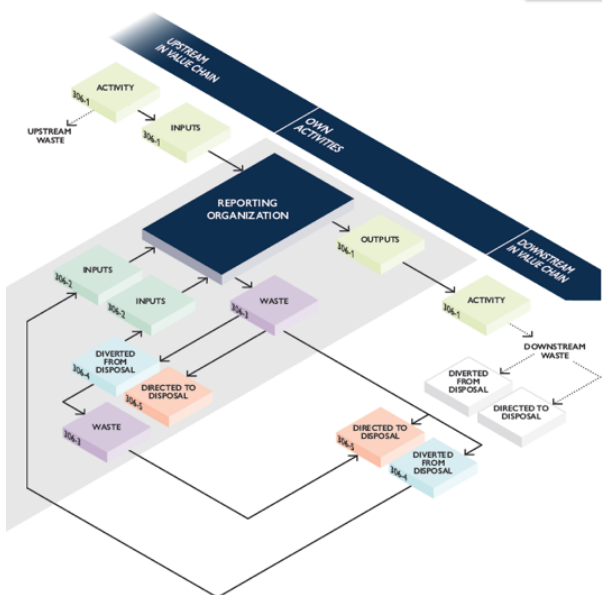 UPSTREAM
IN VALUE CHAIN
OWN
ACTIVITIES
DOWNSTREAM
IN VALUE CHAIN
ACTIVITY
306-1
UPSTREAM
WASTE
INPUTS
306-1
REPORTING
ORGANIZATION
OUTPUTS
306-1
INPUTS
306-2
INPUTS
306-2
WASTE
306-3
ACTIVITY
306-1
DOWNSTREAM
WASTE
DIVERTED
FROM
DISPOSAL
306-4
DIRECTED TO
DISPOSAL
306-5
DIVERTED
FROM
DISPOSAL
DIRECTED TO
DISPOSAL
WASTE
306-3
DIRECTED TO
DISPOSAL
306-5
DIVERTED
FROM
DISPOSAL
306-4